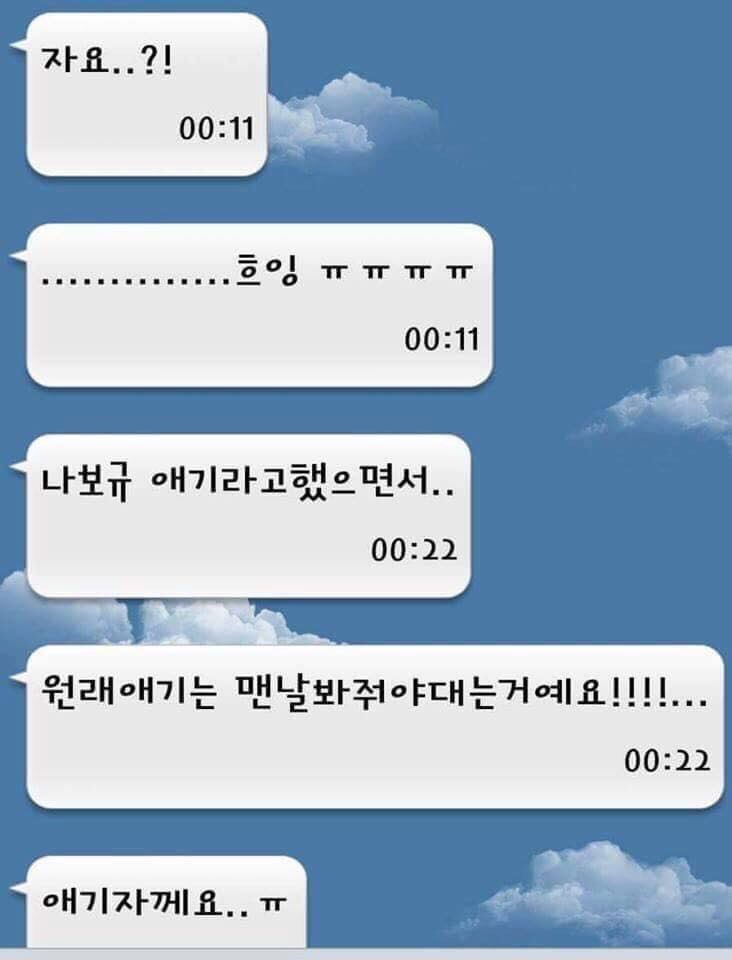 자요..?!
00:11
..............흐잉 ㅠㅠㅠㅠ
00:11
나보규 애기라고했으면서..
00:22
원래애기는 맨날봐줘야대는거예요!!!!...
00:22
애기자께요..ㅠ